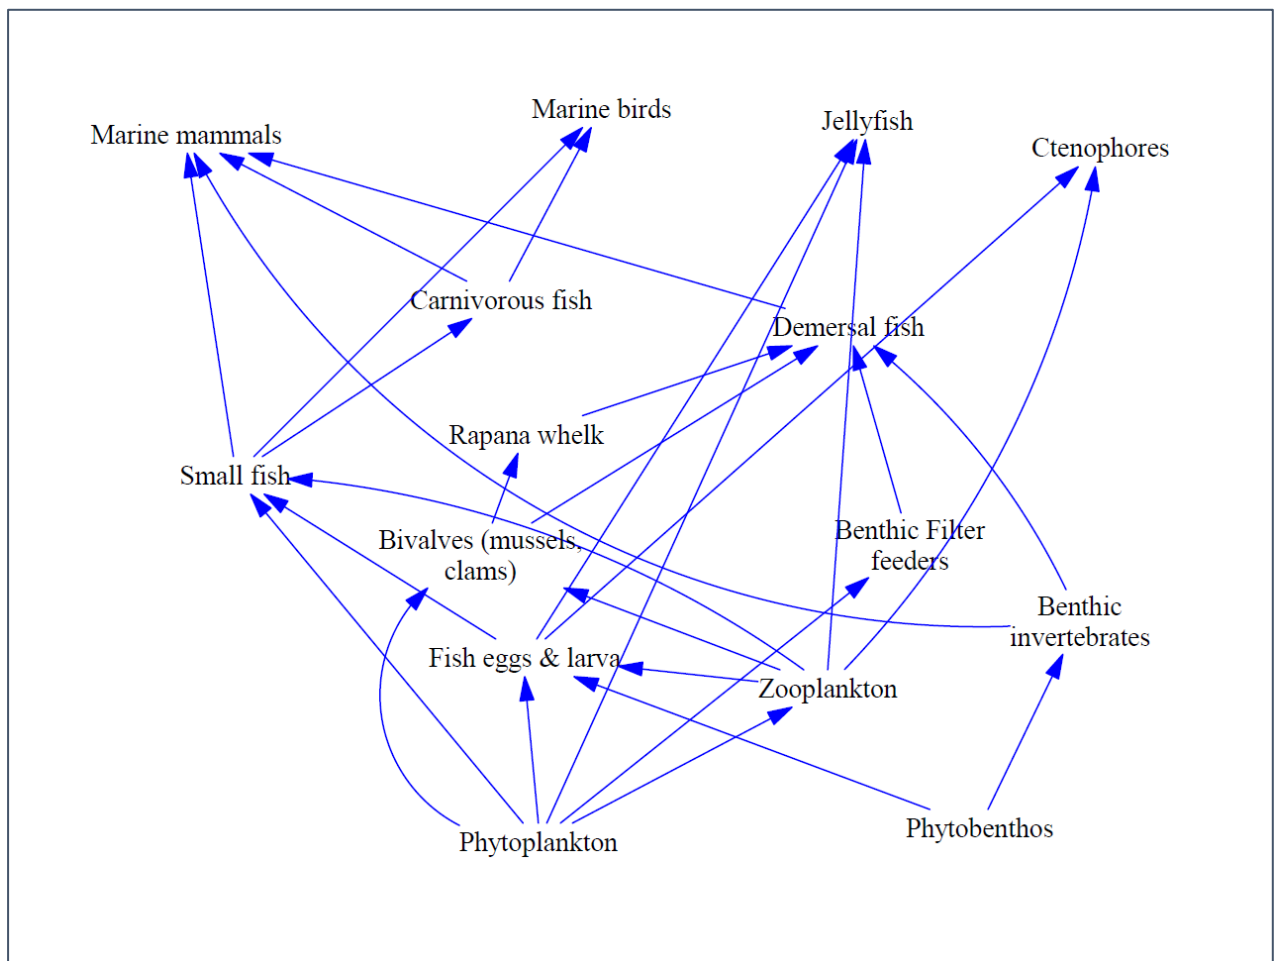 Marine birds
Jellyfish
Marine mammals
Ctenophores
Carnivorous fish
Demersal fish
Rapana whelk
Small fish
Bivalves (mussels,
clams)
Benthic Filter
feeders
Benthic
invertebrates
Fish eggs & larva
Zooplankton
Phytobenthos
Phytoplankton